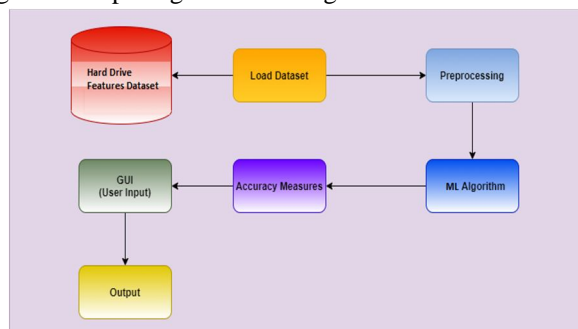 Hard Drive
Features Dataset
Load Dataset
Preprocessing
GUI
(User Input)
Accuracy Measures
ML Algorithm
Output